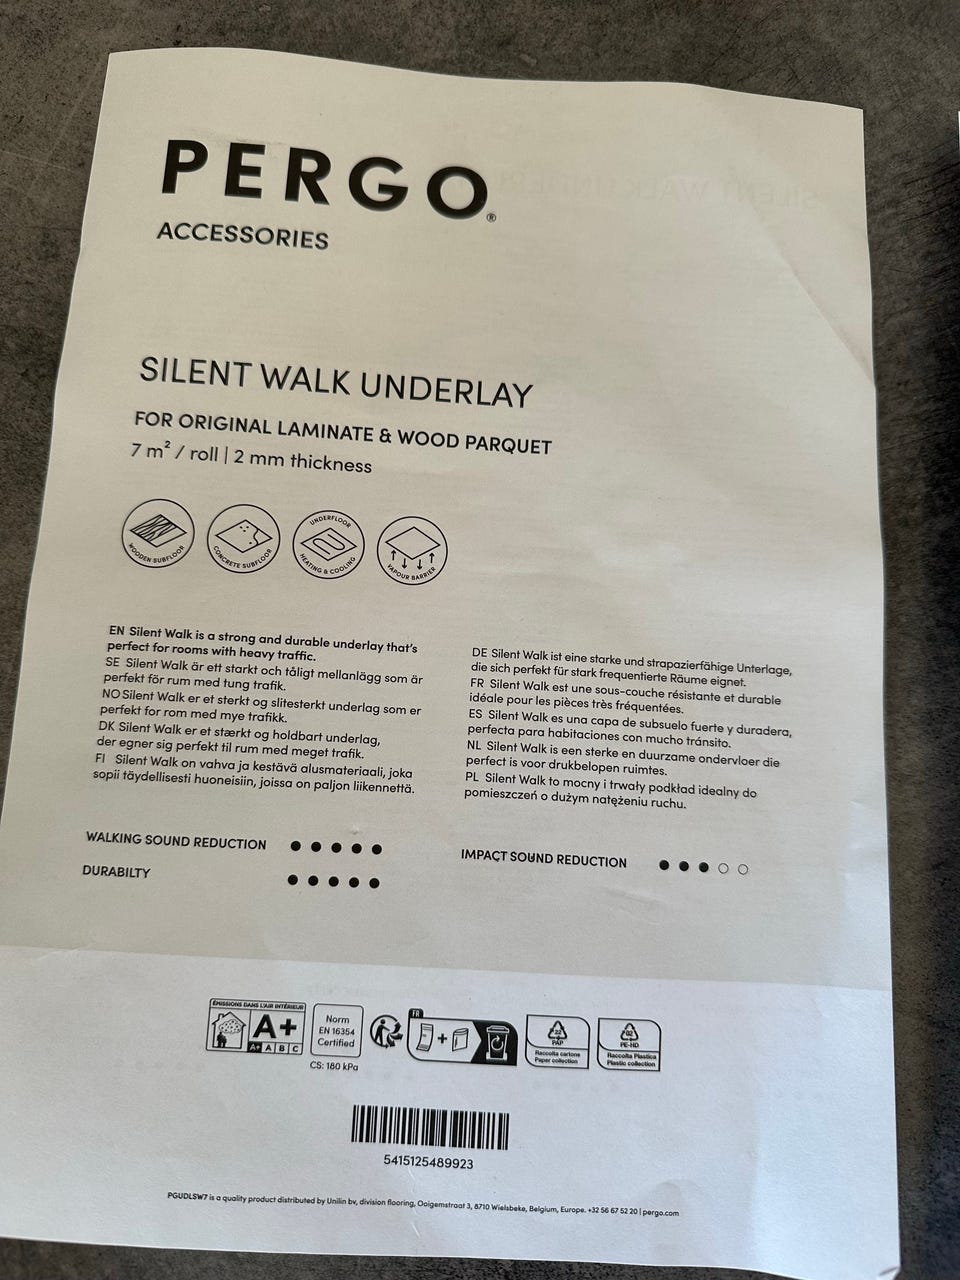 PERGO®
ACCESSORIES
SILENT WALK UNDERLAY
FOR ORIGINAL LAMINATE & WOOD PARQUET
7 m² / roll | 2 mm thickness
WOODEN SUBFLOOR
CONCRETE SUBFLOOR
UNDERFLOOR
HEATING & COOLING
VAPOUR BARRIER
EN Silent Walk is a strong and durable underlay that's
perfect for rooms with heavy traffic.
SE Silent Walk är ett starkt och tåligt mellanlägg som är
perfekt för rum med tung trafik.
NO Silent Walk er et sterkt og slitesterkt underlag som er
perfekt for rom med mye trafikk.
DK Silent Walk er et stærkt og holdbart underlag,
der egner sig perfekt til rum med meget trafik.
FI Silent Walk on vahva ja kestävä alusmateriaali, joka
sopii täydellisesti huoneisiin, joissa on paljon liikennettä.
DE Silent Walk ist eine starke und strapazierfähige Unterlage,
die sich perfekt für stark frequentierte Räume eignet.
FR Silent Walk est une sous-couche résistante et durable
idéale pour les pièces très fréquentées.
ES Silent Walk es una capa de subsuelo fuerte y duradera,
perfecta para habitaciones con mucho tránsito.
NL Silent Walk is een sterke en duurzame ondervloer die
perfect is voor drukbelopen ruimtes.
PL Silent Walk to mocny i trwały podkład idealny do
pomieszczeń o dużym natężeniu ruchu.
WALKING SOUND REDUCTION
DURABILTY
IMPACT SOUND REDUCTION
ÉMISSIONS DANS L'AIR INTÉRIEUR
A+
A+ A B C
Norm
EN 16354
Certified
CS: 180 kPa
FR
+
22
PAP
Raccolta cartone
Paper collection
02
PE-HD
Raccolta Plastica
Plastic collection
5415125489923
PGUDLSW7 is a quality product distributed by Unilin bv, division flooring, Ooigemstraat 3, 8710 Wielsbeke, Belgium, Europe. +32 56 67 52 20 | pergo.com